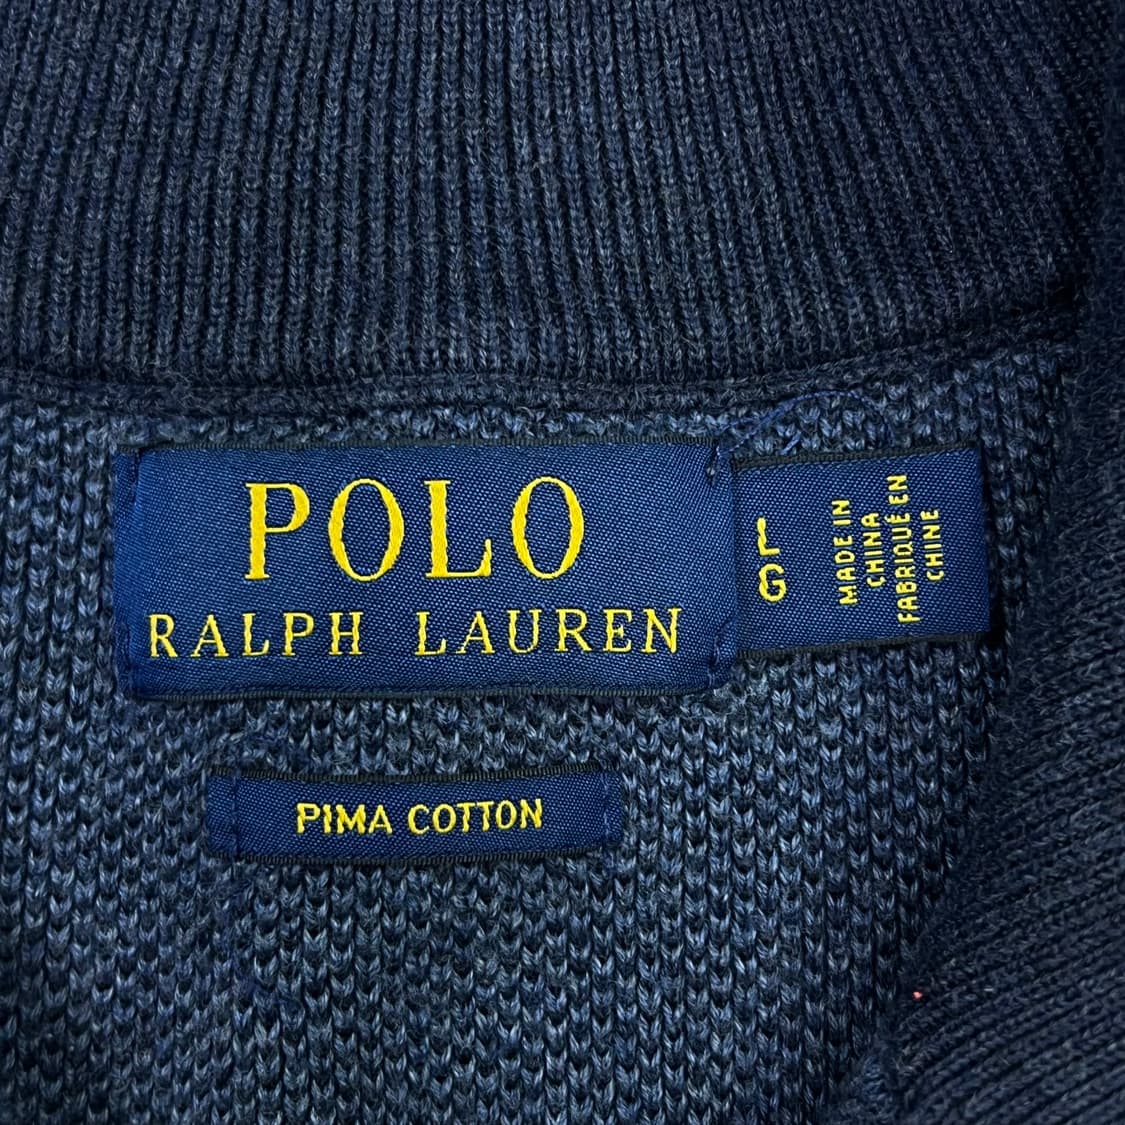 POLO
RALPH LAUREN
L
G
MADE IN
CHINA
FABRIQUÉ EN
CHINE
PIMA COTTON